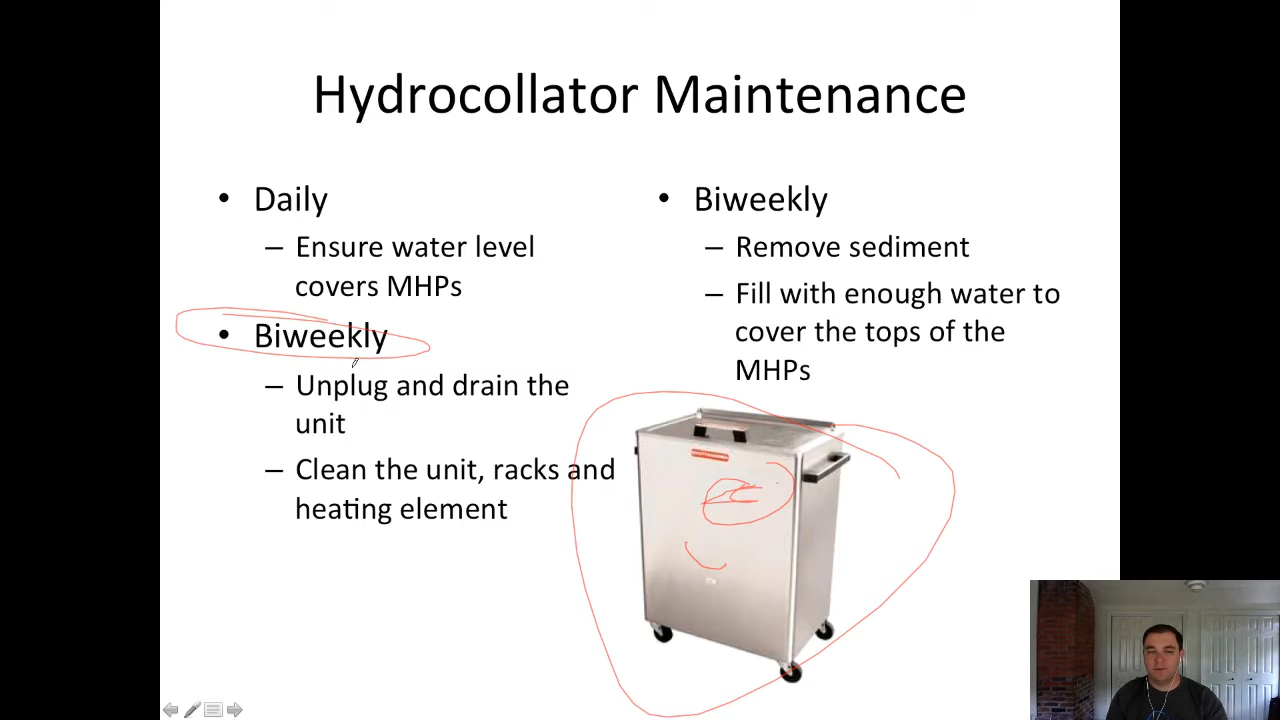 Hydrocollator Maintenance
• Daily
– Ensure water level
covers MHPs
• Biweekly
– Unplug and drain the
unit
– Clean the unit, racks and
heating element
• Biweekly
– Remove sediment
– Fill with enough water to
cover the tops of the
MHPs